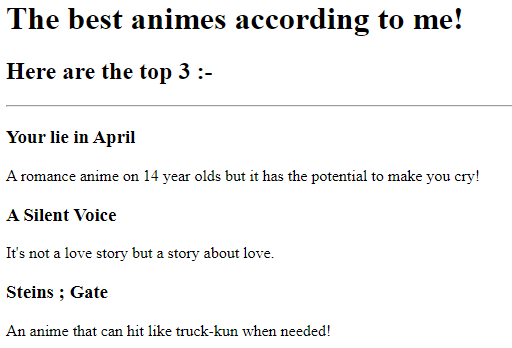 The best animes according to me!
Here are the top 3 :-
Your lie in April
A romance anime on 14 year olds but it has the potential to make you cry!
A Silent Voice
It's not a love story but a story about love.
Steins ; Gate
An anime that can hit like truck-kun when needed!